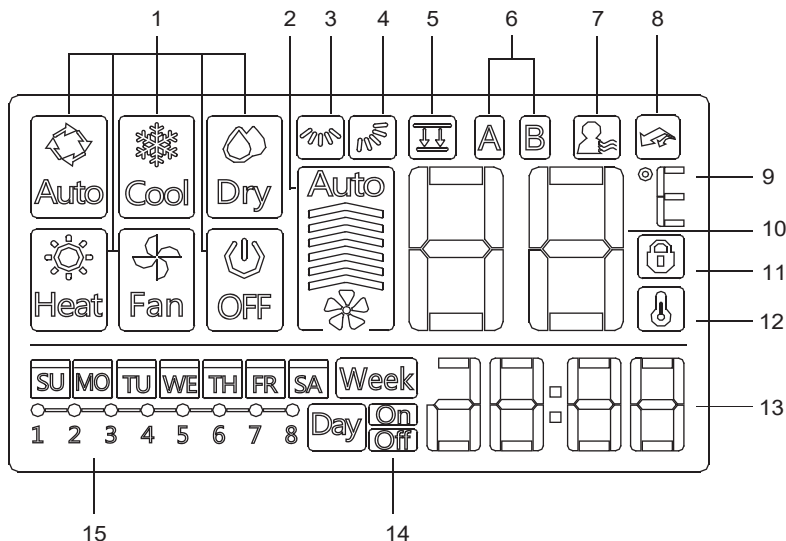 1 2 3 4 5 6 7 8
Auto Cool Dry Auto A B
9
10
Heat Fan OFF
11
12
SU MO TU WE TH FR SA Week
Day On
Off
1 2 3 4 5 6 7 8
13
15 14